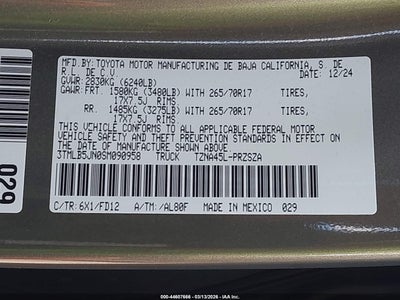 MFD.BY: TOYOTA MOTOR MANUFACTURING DE BAJA CALIFORNIA, S. DE
R.L. DE C.V. 12/24
GVWR: 2830KG (6240LB)
GAWR: FRT. 1580KG (3480LB) WITH 265/70R17 TIRES,
17X7.5J RIMS.
RR. 1485KG (3275LB) WITH 265/70R17 TIRES,
17X7.5J RIMS.
THIS VEHICLE CONFORMS TO ALL APPLICABLE FEDERAL MOTOR
VEHICLE SAFETY AND THEFT PREVENTION STANDARDS IN EFFECT ON
THE DATE OF MANUFACTURE SHOWN ABOVE.
3TMLB5JN0SM090958 TRUCK TZNA45L-PRZSZA
C/TR: 6X1/FD12 A/TM: /AL80F MADE IN MEXICO 029
029
000-44607666 - 03/13/2026 - IAA Inc.